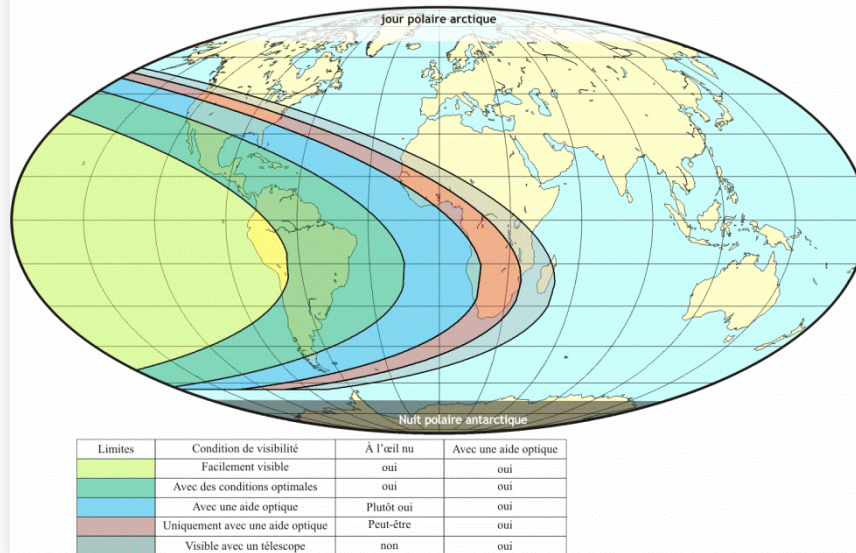 jour polaire arctique
Nuit polaire antarctique
Limites Condition de visibilité À l'œil nu Avec une aide optique
Facilement visible oui oui
Avec des conditions optimales oui oui
Avec une aide optique Plutôt oui oui
Uniquement avec une aide optique Peut-être oui
Visible avec un télescope non oui